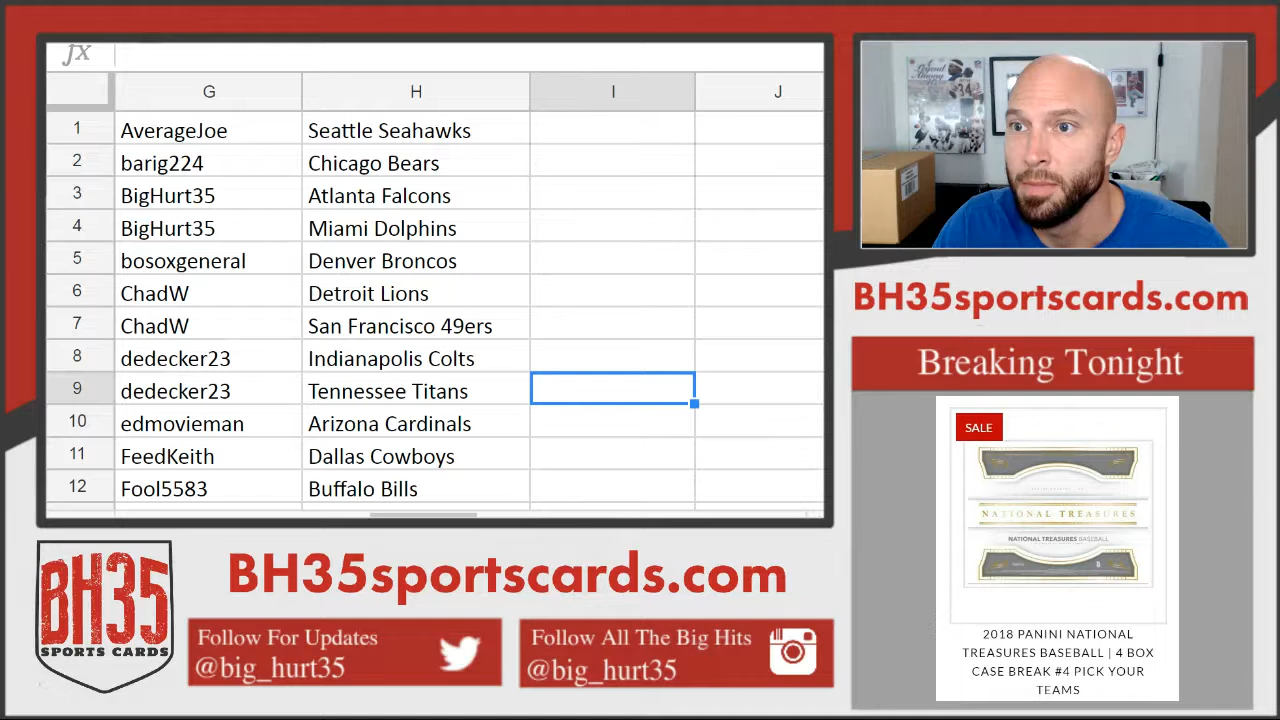 fx
G H I J
1 AverageJoe Seattle Seahawks
2 barig224 Chicago Bears
3 BigHurt35 Atlanta Falcons
4 BigHurt35 Miami Dolphins
5 bosoxgeneral Denver Broncos
6 ChadW Detroit Lions
7 ChadW San Francisco 49ers
8 dedecker23 Indianapolis Colts
9 dedecker23 Tennessee Titans
10 edmovieman Arizona Cardinals
11 FeedKeith Dallas Cowboys
12 Fool5583 Buffalo Bills
34
BH35sportscards.com
Breaking Tonight
SALE
NATIONAL TREASURES
NATIONAL TREASURES BASEBALL
8
2018 PANINI NATIONAL
TREASURES BASEBALL | 4 BOX
CASE BREAK #4 PICK YOUR
TEAMS
BH35
SPORTS CARDS
BH35sportscards.com
Follow For Updates
@big_hurt35
Follow All The Big Hits
@big_hurt35